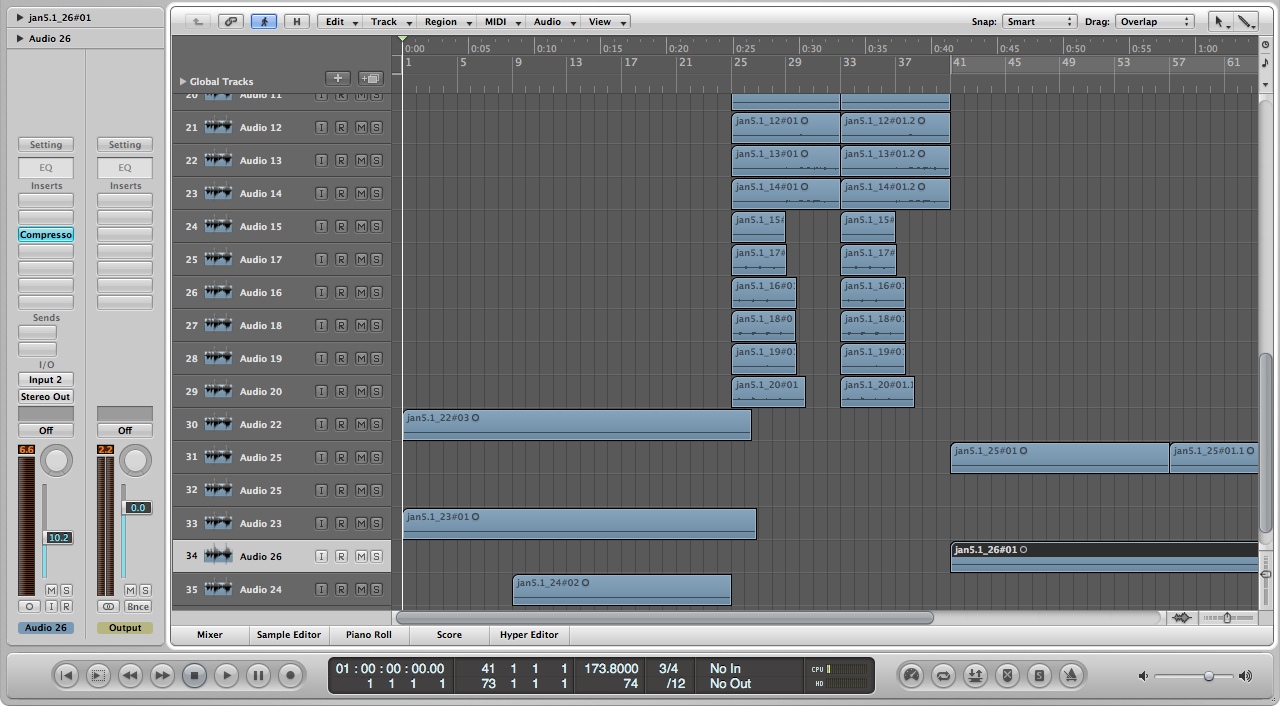 jan5.1_26#01
Audio 26
H Edit Track Region MIDI Audio View Snap: Smart Drag: Overlap
0:00 0:05 0:10 0:15 0:20 0:25 0:30 0:35 0:40 0:45 0:50 0:55 1:00
1 5 9 13 17 21 25 29 33 37 41 45 49 53 57 61
Global Tracks
20 Audio 11 I R M S
21 Audio 12 I R M S jan5.1_12#01 jan5.1_12#01.2
22 Audio 13 I R M S jan5.1_13#01 jan5.1_13#01.2
23 Audio 14 I R M S jan5.1_14#01 jan5.1_14#01.2
24 Audio 15 I R M S jan5.1_15# jan5.1_15#
25 Audio 17 I R M S jan5.1_17# jan5.1_17#
26 Audio 16 I R M S jan5.1_16#01 jan5.1_16#01
27 Audio 18 I R M S jan5.1_18#0 jan5.1_18#01
28 Audio 19 I R M S jan5.1_19#01 jan5.1_19#01
29 Audio 20 I R M S jan5.1_20#01 jan5.1_20#01.1
30 Audio 22 I R M S jan5.1_22#03
31 Audio 25 I R M S jan5.1_25#01 jan5.1_25#01.1
32 Audio 25 I R M S
33 Audio 23 I R M S jan5.1_23#01
34 Audio 26 I R M S jan5.1_26#01
35 Audio 24 I R M S jan5.1_24#02
Setting Setting
EQ EQ
Inserts Inserts
Compresso
Sends
I/O
Input 2
Stereo Out
Off Off
6.6 2.2
0.0
10.2
M S M S
I R Bnce
Audio 26 Output
Mixer Sample Editor Piano Roll Score Hyper Editor
01 : 00 : 00 : 00.00 41 1 1 1 173.8000 3/4 No In CPU
1 1 1 1 73 1 1 1 74 /12 No Out HD
S